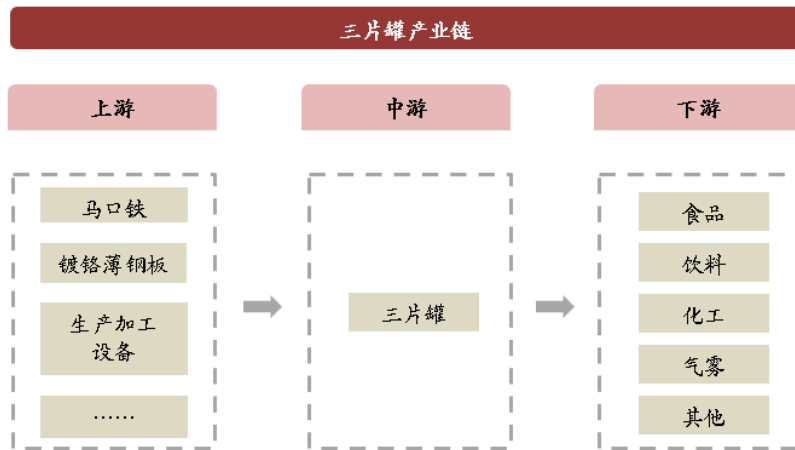 三片罐产业链
上游
中游
下游
马口铁
镀铬薄钢板
生产加工
设备
……
三片罐
食品
饮料
化工
气雾
其他